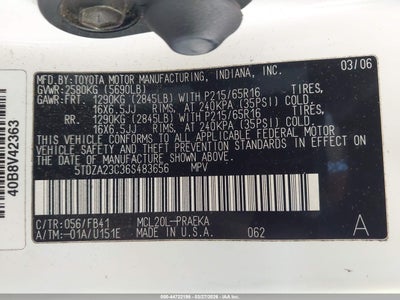 MFD.BY:TOYOTA MOTOR MANUFACTURING, INDIANA, INC. 03/06
GVWR:2580KG (5690LB)
GAWR:FRT. 1290KG (2845LB) WITH P215/65R16 TIRES,
16X6.5JJ RIMS, AT 240KPA (35PSI) COLD.
RR. 1290KG (2845LB) WITH P215/65R16 TIRES,
16X6.5JJ RIMS, AT 240KPA (35PSI) COLD.
THIS VEHICLE CONFORMS TO ALL APPLICABLE FEDERAL MOTOR
VEHICLE SAFETY AND THEFT PREVENTION STANDARDS IN
EFFECT ON THE DATE OF MANUFACTURE SHOWN ABOVE.
5TDZA23C36S483656 MPV
C/TR:056/FB41 MCL20L-PRAEKA
A/TM:-01A/U151E MADE IN U.S.A. 062
A
40B8V42363